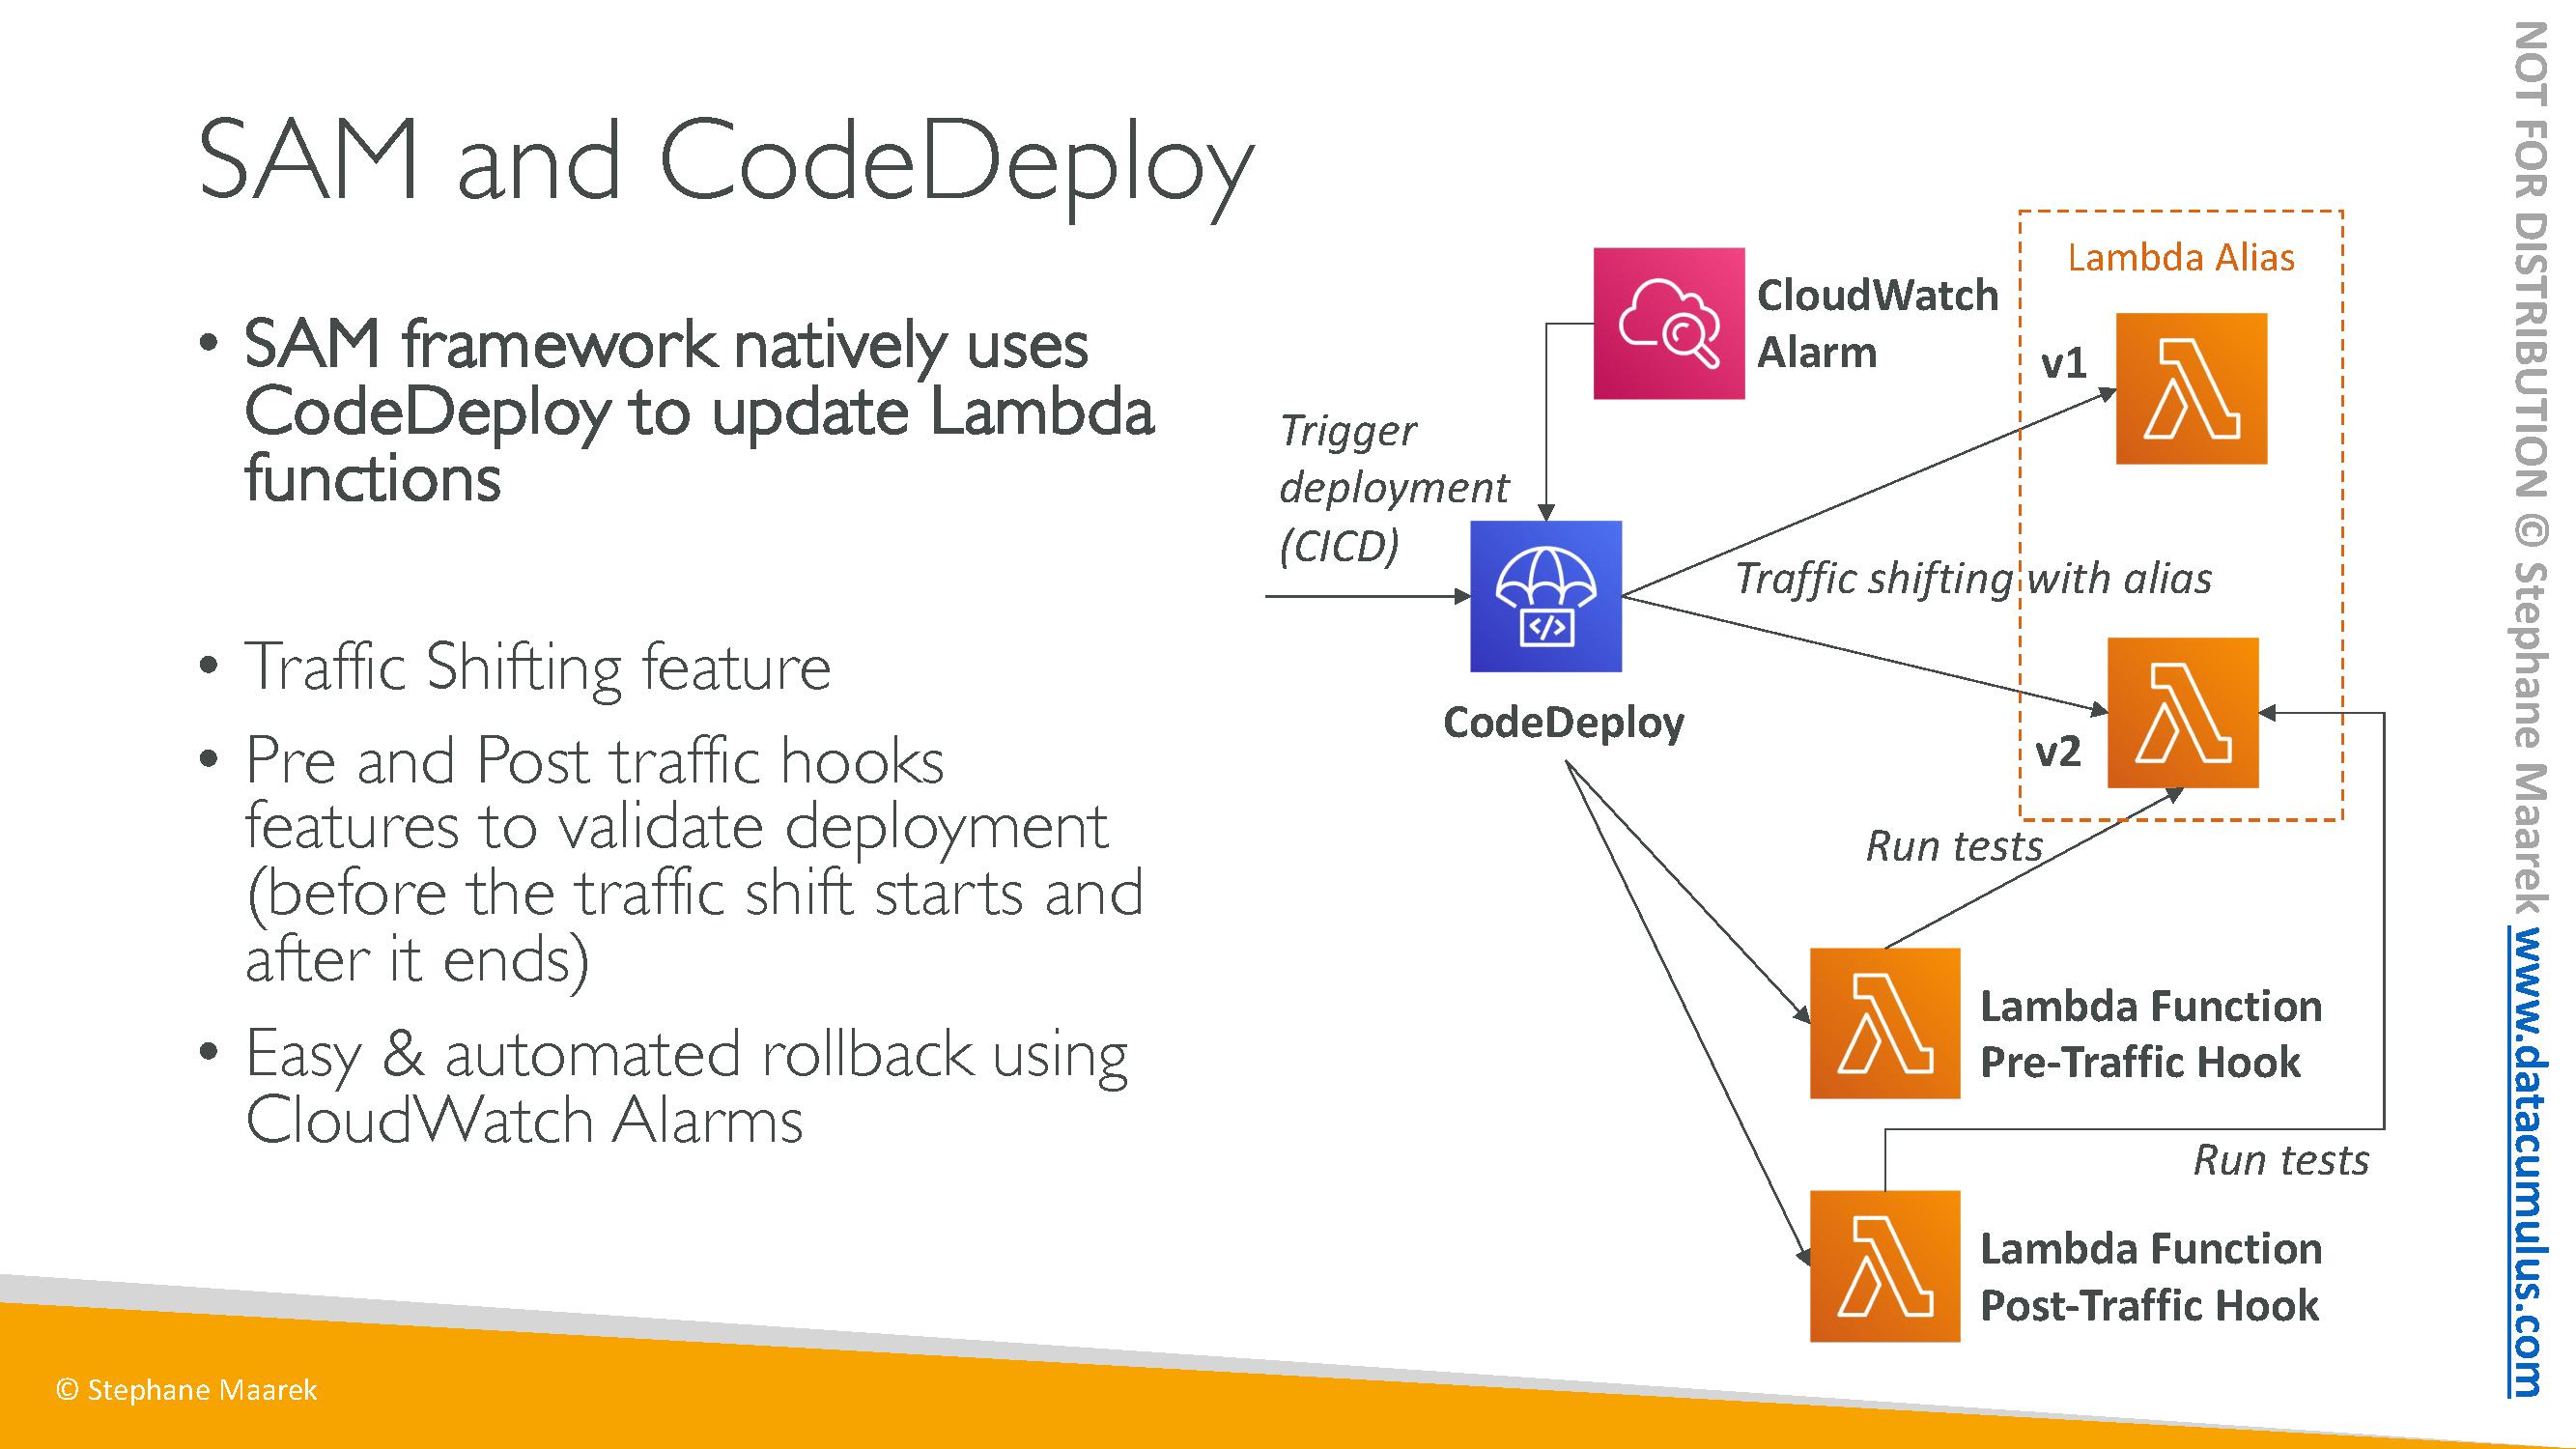 SAM and CodeDeploy
• SAM framework natively uses
CodeDeploy to update Lambda
functions
• Traffic Shifting feature
• Pre and Post traffic hooks
features to validate deployment
(before the traffic shift starts and
after it ends)
• Easy & automated rollback using
CloudWatch Alarms
Trigger
deployment
(CICD)
CloudWatch
Alarm
CodeDeploy
Lambda Alias
v1
Traffic shifting with alias
v2
Run tests
Lambda Function
Pre-Traffic Hook
Run tests
Lambda Function
Post-Traffic Hook
© Stephane Maarek
NOT FOR DISTRIBUTION © Stephane Maarek www.datacumulus.com